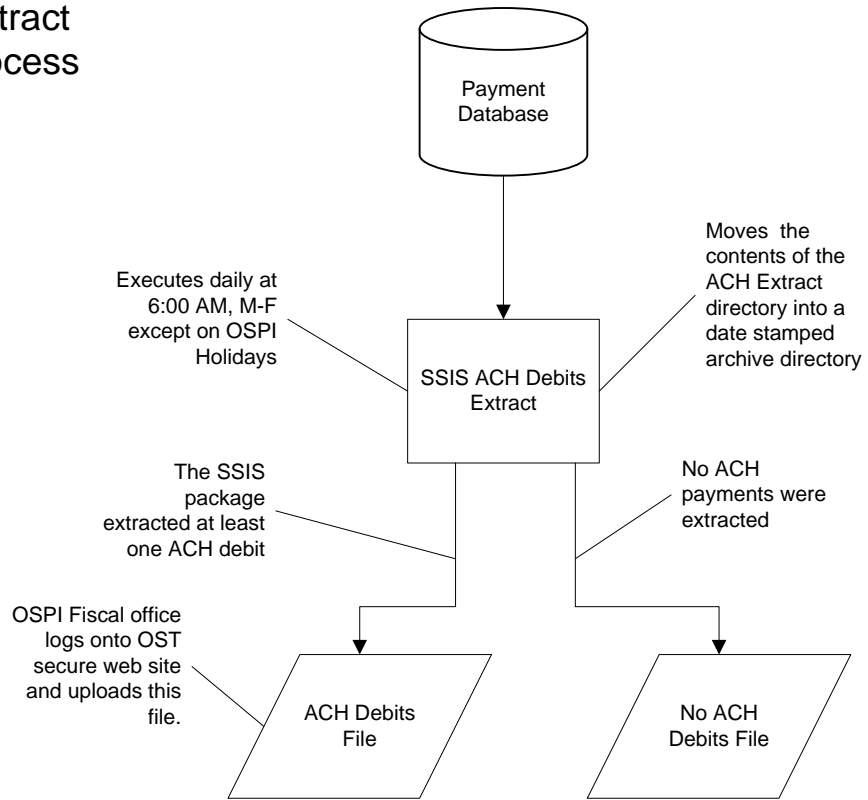 Payment
Database
Moves the
contents of the
ACH Extract
directory into a
date stamped
archive directory
Executes daily at
6:00 AM, M-F
except on OSPI
Holidays
SSIS ACH Debits
Extract
The SSIS
package
extracted at least
one ACH debit
No ACH
payments were
extracted
OSPI Fiscal office
logs onto OST
secure web site
and uploads this
file.
ACH Debits
File
No ACH
Debits File